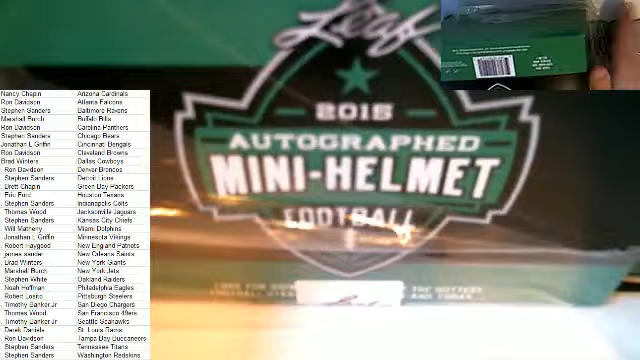 Nancy Chapin Arizona Cardinals
Ron Davidson Atlanta Falcons
Stephen Sanders Baltimore Ravens
Marshall Burch Buffalo Bills
Ron Davidson Carolina Panthers
Stephen Sanders Chicago Bears
Jonathan L Griffin Cincinnati Bengals
Ron Davidson Cleveland Browns
Brad Winters Dallas Cowboys
Ron Davidson Denver Broncos
Stephen Sanders Detroit Lions
Brett Chapin Green Bay Packers
Eric Ford Houston Texans
Stephen Sanders Indianapolis Colts
Thomas Wood Jacksonville Jaguars
Stephen Sanders Kansas City Chiefs
Will Matheny Miami Dolphins
Jonathan L Griffin Minnesota Vikings
Robert Haygood New England Patriots
james sander New Orleans Saints
Brad Winters New York Giants
Marshall Burch New York Jets
Stephen White Oakland Raiders
Noah Hoffman Philadelphia Eagles
Robert Losito Pittsburgh Steelers
Timothy Banker Jr San Diego Chargers
Thomas Wood San Francisco 49ers
Timothy Banker Jr Seattle Seahawks
Derek Daniels St. Louis Rams
Ron Davidson Tampa Bay Buccaneers
Stephen Sanders Tennessee Titans
Stephen Sanders Washington Redskins
Leaf
2015
AUTOGRAPHED
MINI-HELMET
FOOTBALL